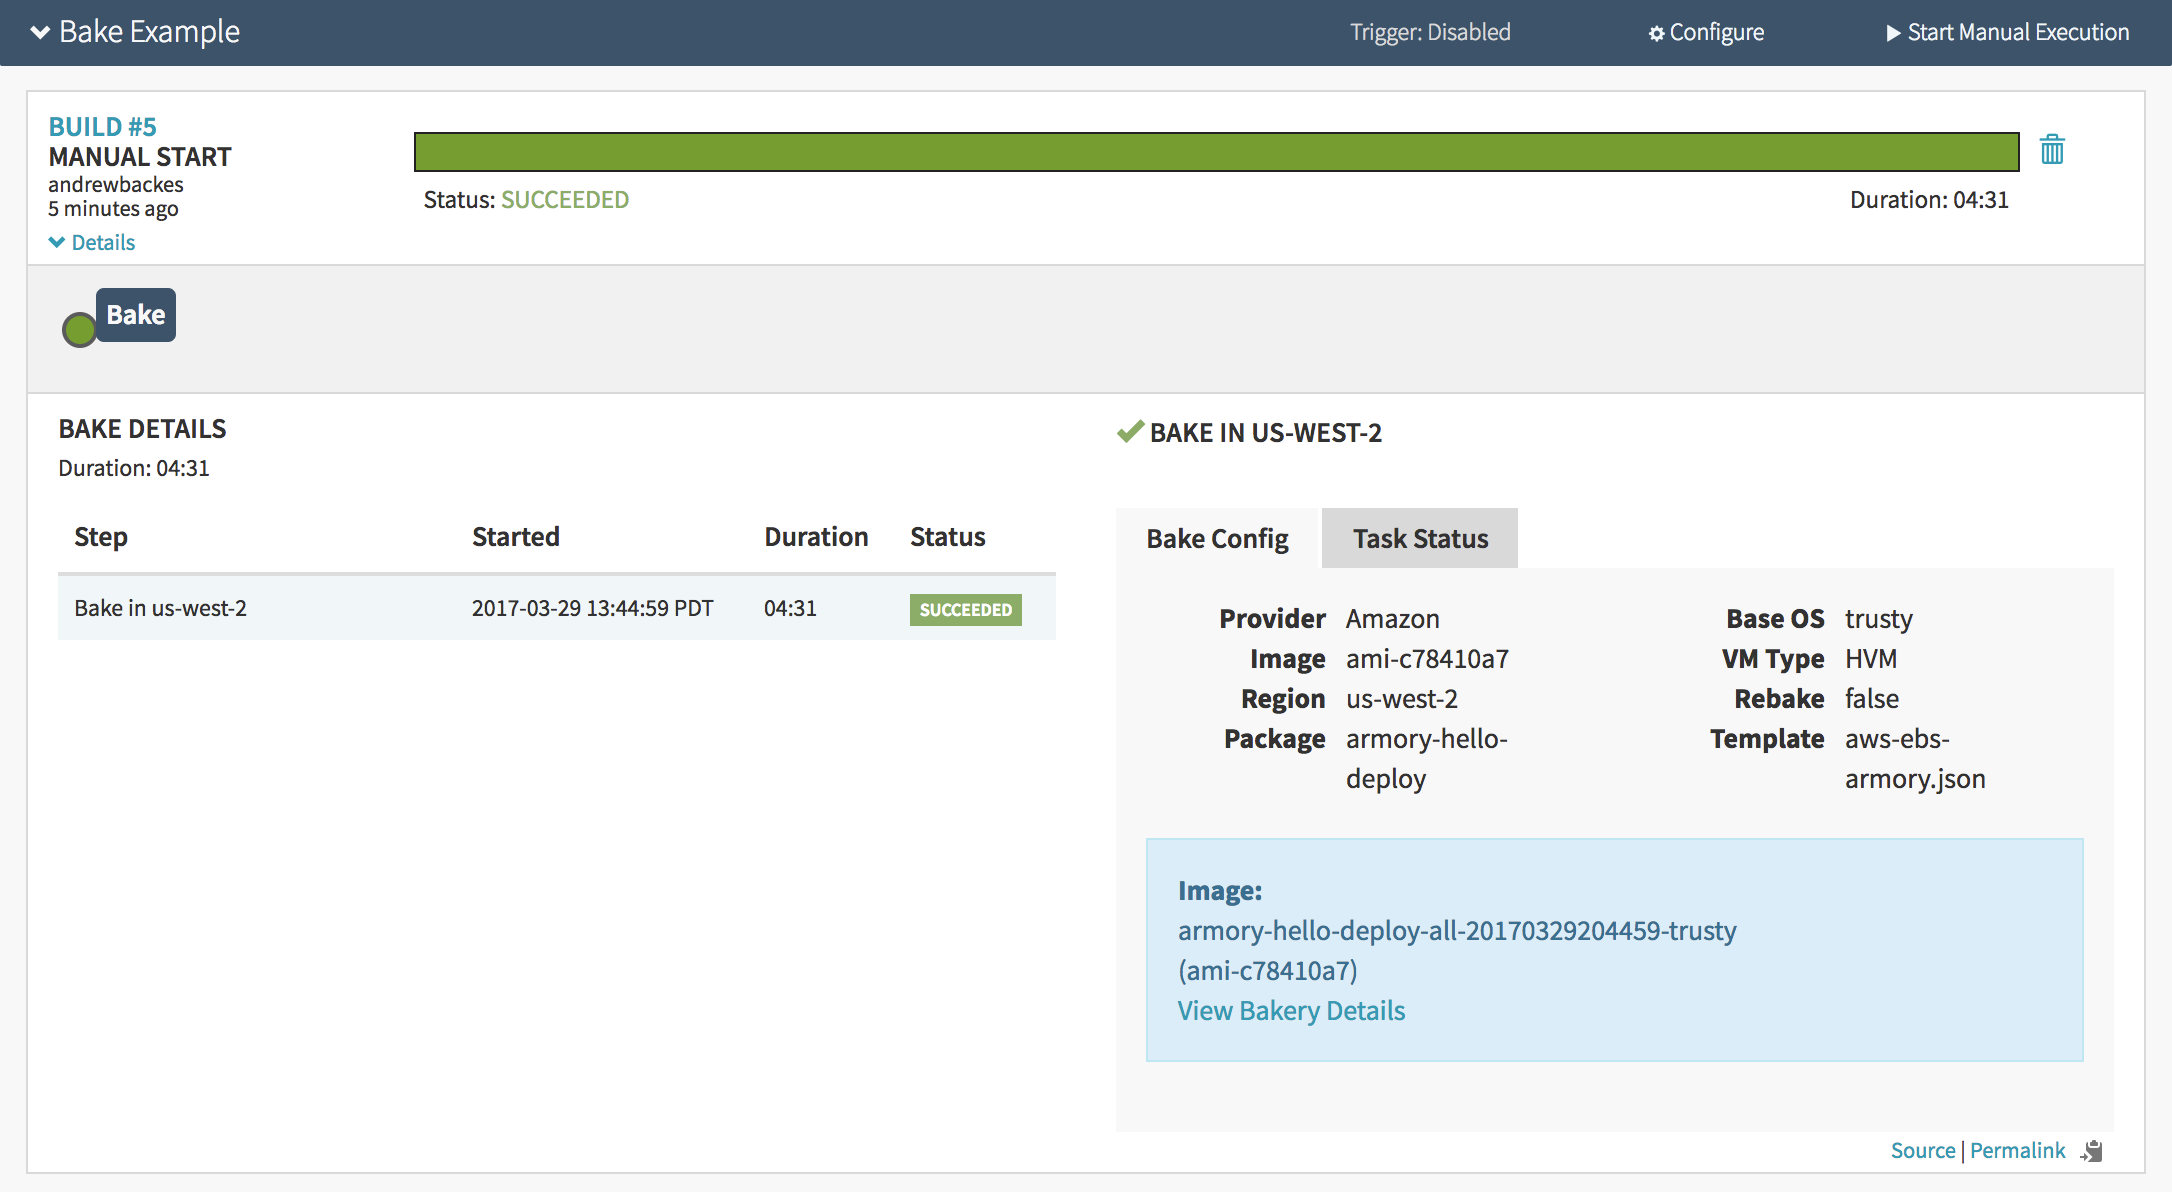 Bake Example
Trigger: Disabled
Configure
Start Manual Execution
BUILD #5
MANUAL START
andrewbackes
5 minutes ago
Details
Status: SUCCEEDED
Duration: 04:31
Bake
BAKE DETAILS
Duration: 04:31
Step Started Duration Status
Bake in us-west-2 2017-03-29 13:44:59 PDT 04:31 SUCCEEDED
BAKE IN US-WEST-2
Bake Config Task Status
Provider Amazon
Image ami-c78410a7
Region us-west-2
Package armory-hello-
deploy
Base OS trusty
VM Type HVM
Rebake false
Template aws-ebs-
armory.json
Image:
armory-hello-deploy-all-20170329204459-trusty
(ami-c78410a7)
View Bakery Details
Source | Permalink